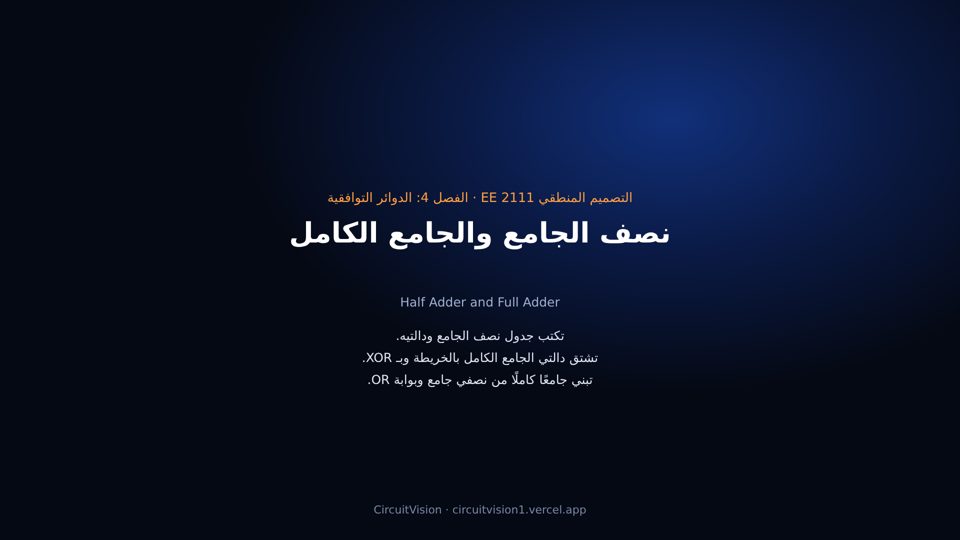 التصميم المنطقي EE 2111 · الفصل 4: الدوائر التوافقية
نصف الجامع والجامع الكامل
Half Adder and Full Adder
تكتب جدول نصف الجامع ودالتيه.
تشتق دالتي الجامع الكامل بالخريطة وبـ XOR.
تبني جامعًا كاملًا من نصفي جامع وبوابة OR.
CircuitVision · circuitvision1.vercel.app